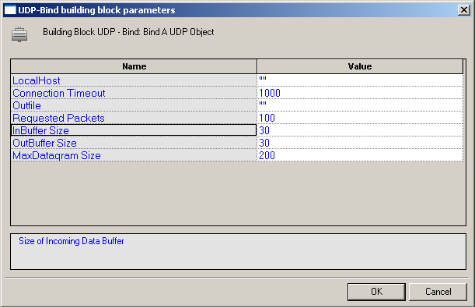 UDP-Bind building block parameters
Building Block UDP - Bind: Bind A UDP Object
Name Value
LocalHost ""
Connection Timeout 1000
Outfile ""
Requested Packets 100
InBuffer Size 30
OutBuffer Size 30
MaxDatagram Size 200
Size of Incoming Data Buffer
OK Cancel